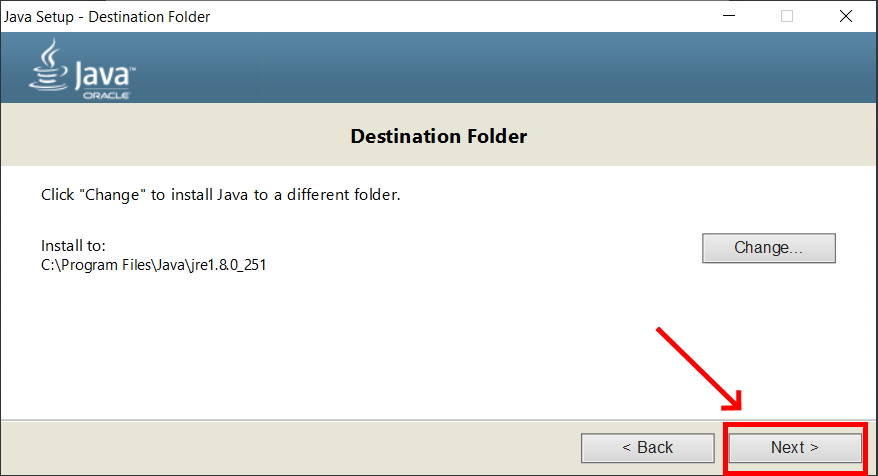 Java Setup - Destination Folder
Java™
ORACLE
Destination Folder
Click "Change" to install Java to a different folder.
Install to:
C:\Program Files\Java\jre1.8.0_251
Change...
< Back
Next >